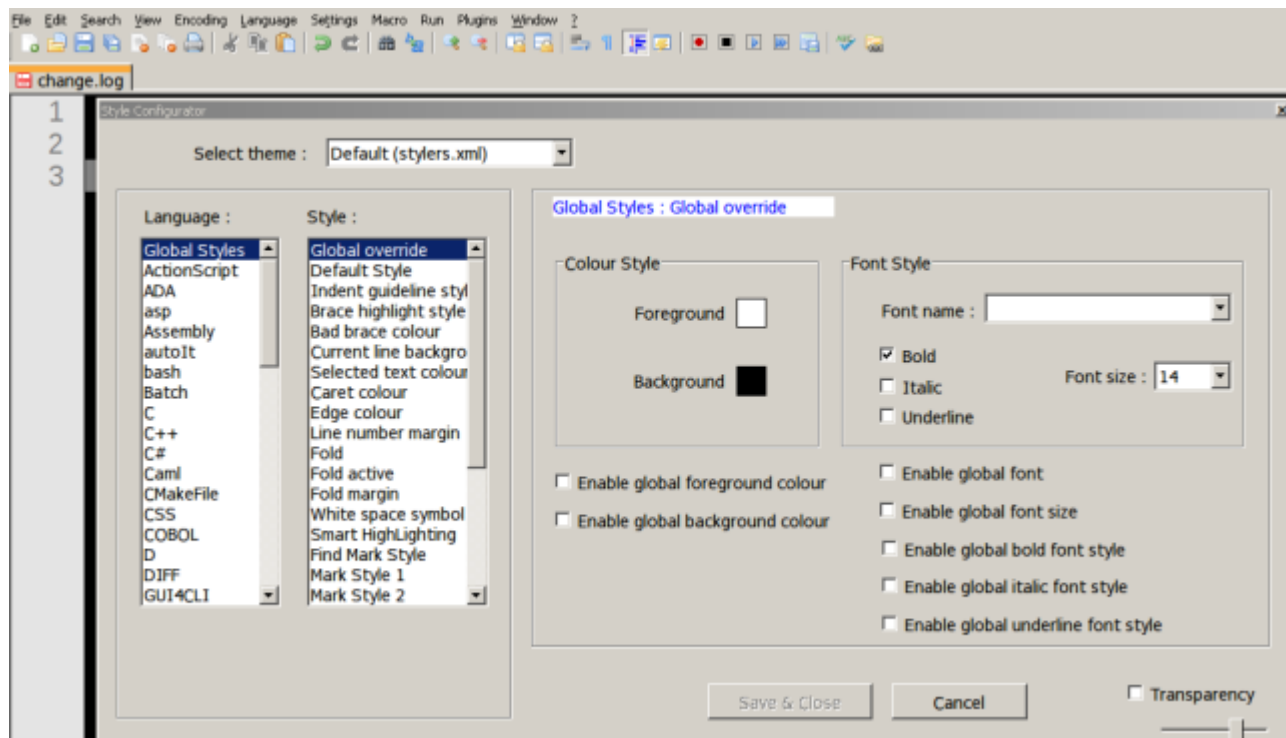 File Edit Search View Encoding Language Settings Macro Run Plugins Window ?
change.log
1
2
3
Style Configurator
Select theme : Default (stylers.xml)
Language :
Global Styles
ActionScript
ADA
asp
Assembly
autoIt
bash
Batch
C
C++
C#
Caml
CMakeFile
CSS
COBOL
D
DIFF
GUI4CLI
Style :
Global override
Default Style
Indent guideline styl
Brace highlight style
Bad brace colour
Current line backgro
Selected text colour
Caret colour
Edge colour
Line number margin
Fold
Fold active
Fold margin
White space symbol
Smart HighLighting
Find Mark Style
Mark Style 1
Mark Style 2
Global Styles : Global override
Colour Style
Foreground
Background
Font Style
Font name :
Bold
Italic
Underline
Font size : 14
Enable global foreground colour
Enable global background colour
Enable global font
Enable global font size
Enable global bold font style
Enable global italic font style
Enable global underline font style
Save & Close
Cancel
Transparency